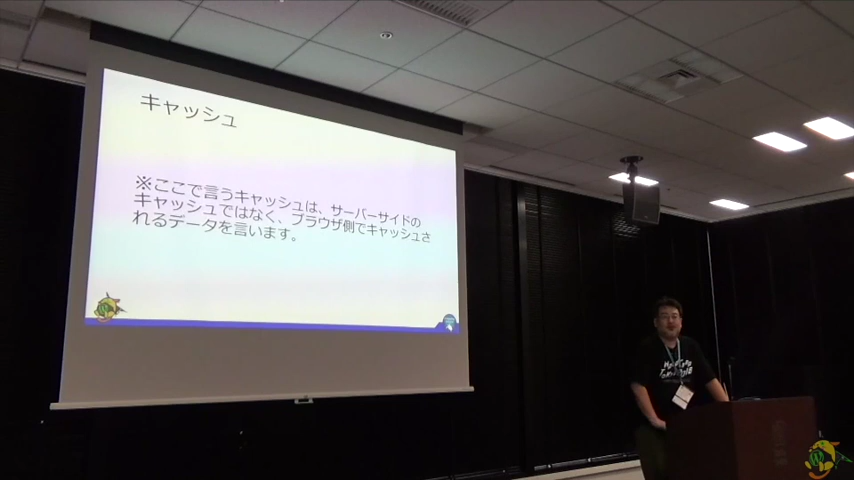 キャッシュ
※ここで言うキャッシュは、サーバーサイドの
キャッシュではなく、ブラウザ側でキャッシュさ
れるデータを言います。